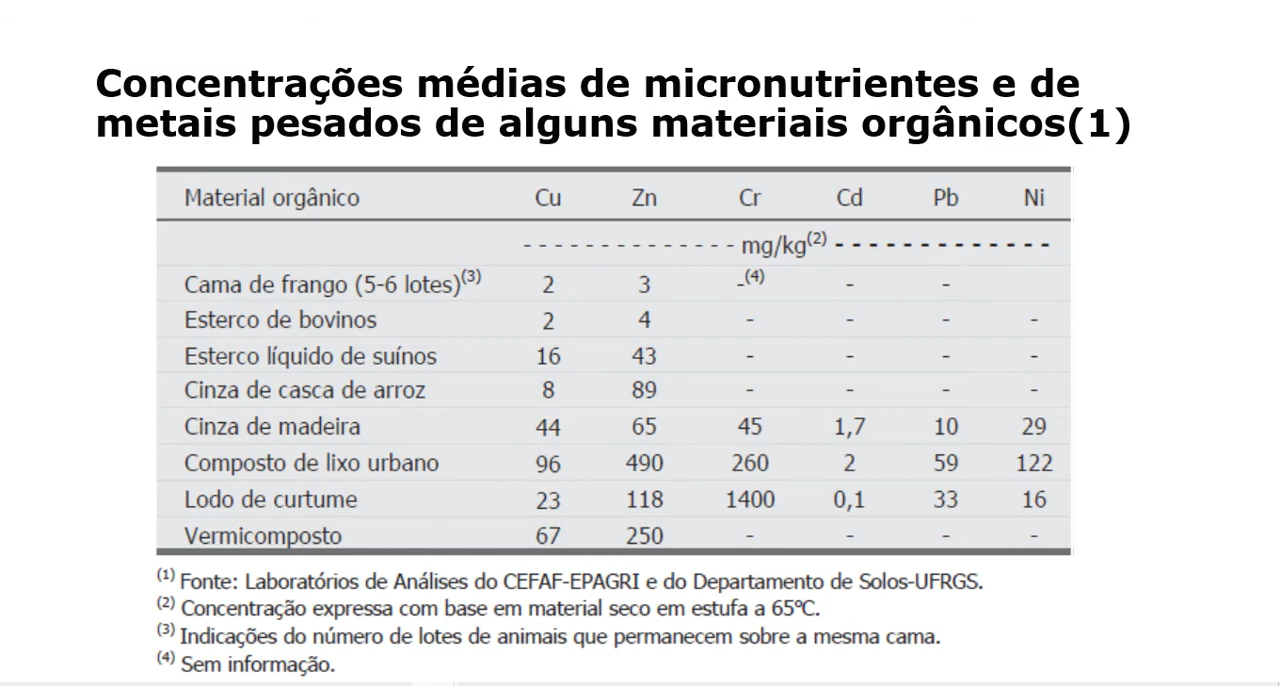 Concentrações médias de micronutrientes e de
metais pesados de alguns materiais orgânicos(1)
Material orgânico Cu Zn Cr Cd Pb Ni
- - - - - - - - - - - - - - mg/kg(2) - - - - - - - - - - - - -
Cama de frango (5-6 lotes)(3) 2 3 -(4) - -
Esterco de bovinos 2 4 - - - -
Esterco líquido de suínos 16 43 - - - -
Cinza de casca de arroz 8 89 - - - -
Cinza de madeira 44 65 45 1,7 10 29
Composto de lixo urbano 96 490 260 2 59 122
Lodo de curtume 23 118 1400 0,1 33 16
Vermicomposto 67 250 - - - -
(1) Fonte: Laboratórios de Análises do CEFAF-EPAGRI e do Departamento de Solos-UFRGS.
(2) Concentração expressa com base em material seco em estufa a 65ºC.
(3) Indicações do número de lotes de animais que permanecem sobre a mesma cama.
(4) Sem informação.